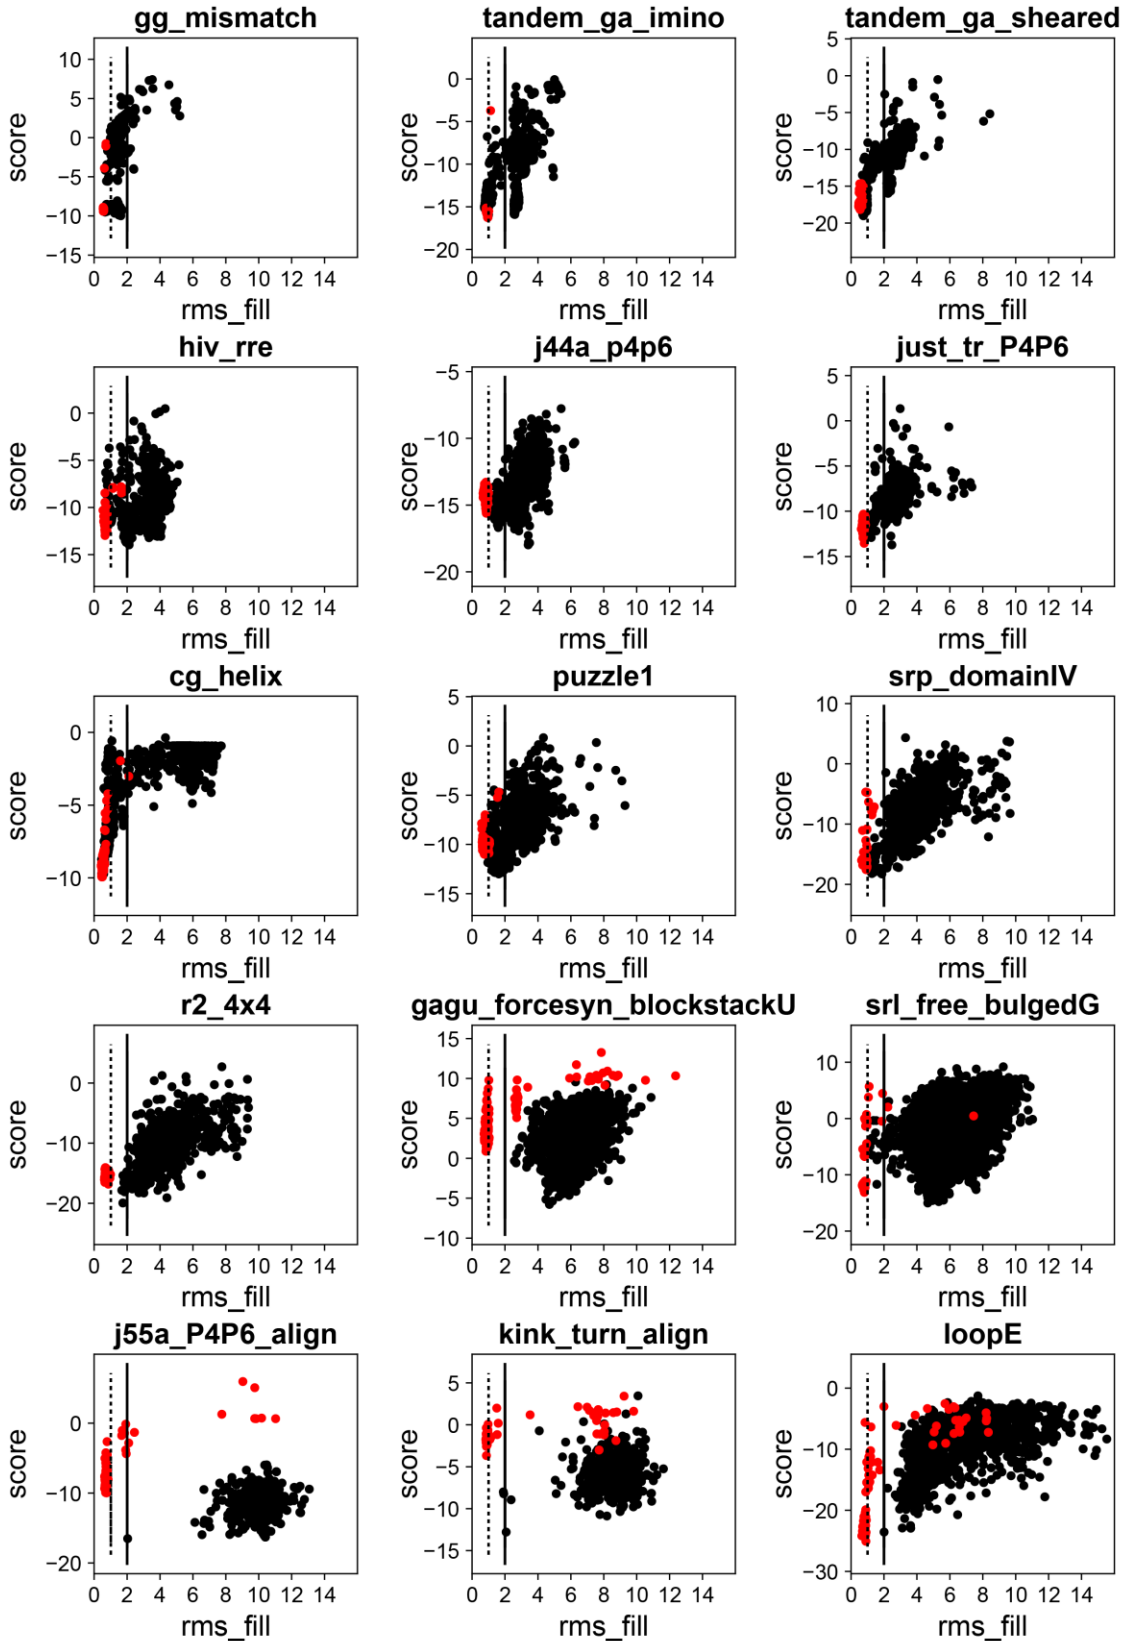 gg_mismatch tandem_ga_imino tandem_ga_sheared
score 10 5 0 −5 −10 −15
score 0 −5 −10 −15 −20
score 5 0 −5 −10 −15 −20
0 2 4 6 8 10 12 14 0 2 4 6 8 10 12 14 0 2 4 6 8 10 12 14
rms_fill rms_fill rms_fill
hiv_rre j44a_p4p6 just_tr_P4P6
score 0 −5 −10 −15
score −5 −10 −15 −20
score 5 0 −5 −10 −15
0 2 4 6 8 10 12 14 0 2 4 6 8 10 12 14 0 2 4 6 8 10 12 14
rms_fill rms_fill rms_fill
cg_helix puzzle1 srp_domainIV
score 0 −5 −10
score 5 0 −5 −10 −15
score 10 0 −10 −20
0 2 4 6 8 10 12 14 0 2 4 6 8 10 12 14 0 2 4 6 8 10 12 14
rms_fill rms_fill rms_fill
r2_4x4 gagu_forcesyn_blockstackU srl_free_bulgedG
score 0 −10 −20
score 15 10 5 0 −5 −10
score 10 0 −10 −20
0 2 4 6 8 10 12 14 0 2 4 6 8 10 12 14 0 2 4 6 8 10 12 14
rms_fill rms_fill rms_fill
j55a_P4P6_align kink_turn_align loopE
score 0 −10 −20
score 5 0 −5 −10 −15
score 0 −10 −20 −30
0 2 4 6 8 10 12 14 0 2 4 6 8 10 12 14 0 2 4 6 8 10 12 14
rms_fill rms_fill rms_fill